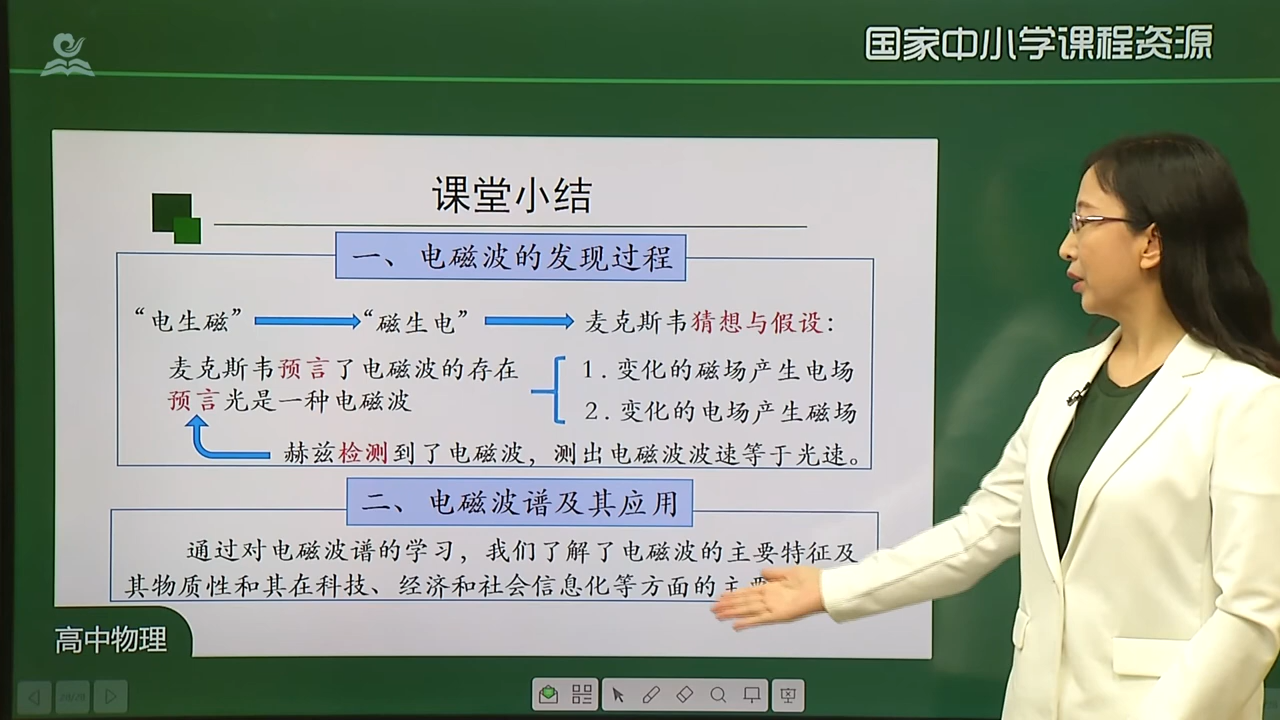 国家中小学课程资源
课堂小结
一、电磁波的发现过程
“电生磁” “磁生电” 麦克斯韦猜想与假设：
麦克斯韦预言了电磁波的存在
预言光是一种电磁波
1. 变化的磁场产生电场
2. 变化的电场产生磁场
赫兹检测到了电磁波，测出电磁波波速等于光速。
二、电磁波谱及其应用
通过对电磁波谱的学习，我们了解了电磁波的主要特征及
其物质性和其在科技、经济和社会信息化等方面的主要
高中物理